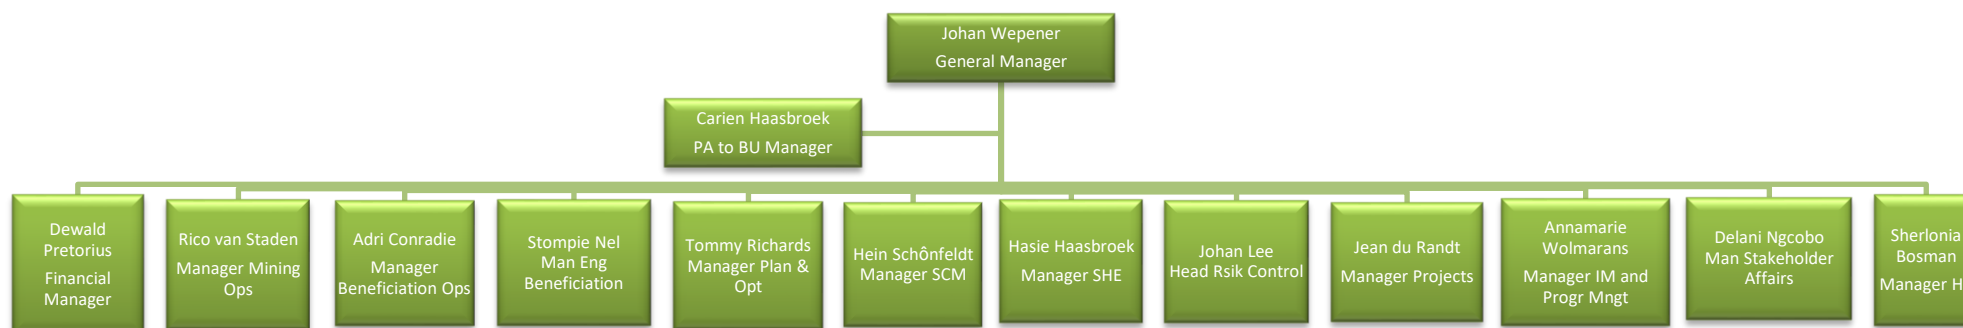 Johan Wepener
General Manager
Carien Haasbroek
PA to BU Manager
Dewald
Pretorius
Financial
Manager
Rico van Staden
Manager Mining
Ops
Adri Conradie
Manager
Beneficiation Ops
Stompie Nel
Man Eng
Beneficiation
Tommy Richards
Manager Plan &
Opt
Hein Schônfeldt
Manager SCM
Hasie Haasbroek
Manager SHE
Johan Lee
Head Rsik Control
Jean du Randt
Manager Projects
Annamarie
Wolmarans
Manager IM and
Progr Mngt
Delani Ngcobo
Man Stakeholder
Affairs
Sherlonia
Bosman
Manager H